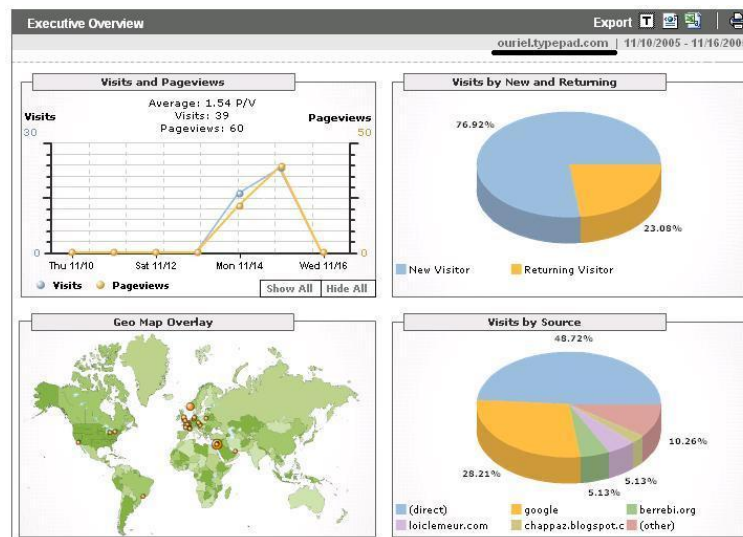 Executive Overview
Export T
ouriel.typepad.com | 11/10/2005 - 11/16/200
Visits and Pageviews
Average: 1.54 P/V
Visits: 39
Pageviews: 60
Visits
30
Pageviews
50
0
0
Thu 11/10 Sat 11/12 Mon 11/14 Wed 11/16
Visits Pageviews
Show All Hide All
Visits by New and Returning
76.92%
23.08%
New Visitor Returning Visitor
Geo Map Overlay
Visits by Source
48.72%
10.26%
5.13%
5.13%
28.21%
(direct) google berrebi.org
loiclemeur.com chappaz.blogspot.c (other)